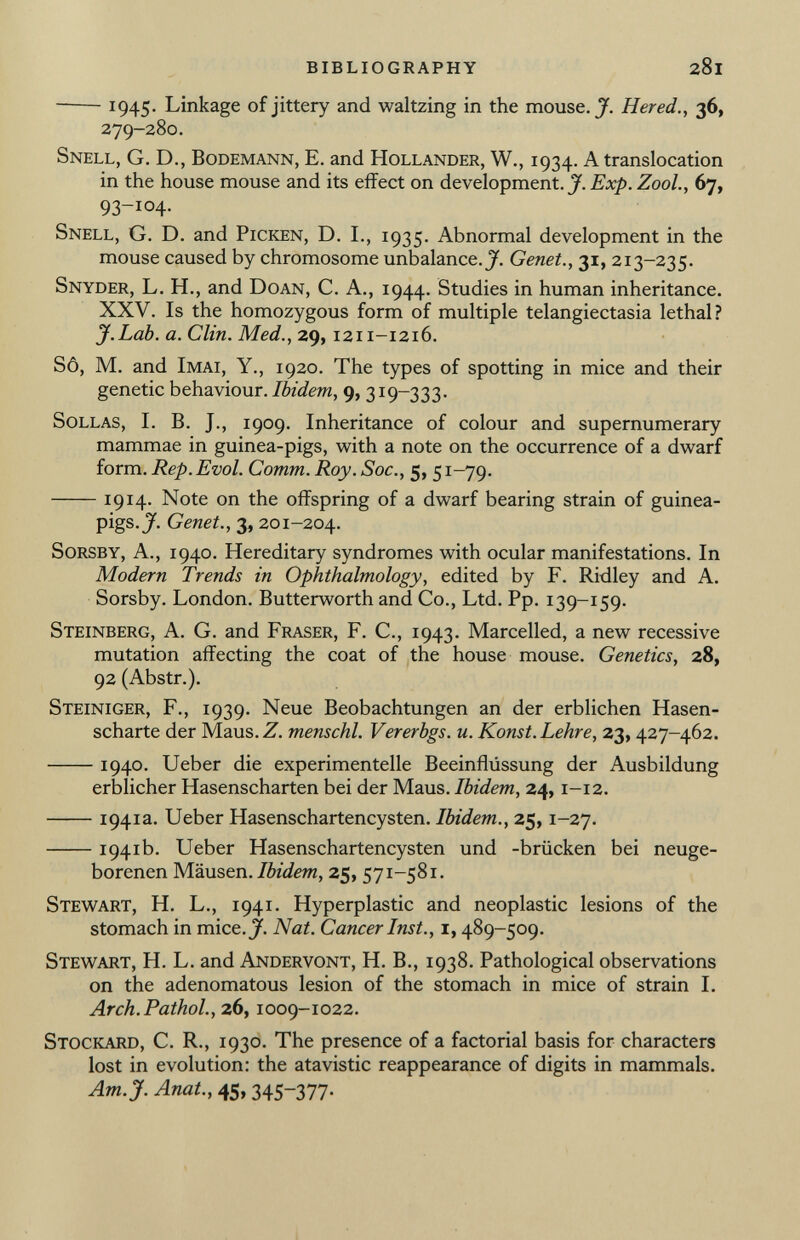 BIBLIOGRAPHY 281
—— 1945. Linkage of jittery and waltzing in the mouse. J. Hered., 36,
279–280.
SNELL, G. D., BODEMANN, E. and HOLLANDER, W., 1934. A translocation
in the house mouse and its effect on development. J. Exp. Zool., 67,
93–104.
SNELL, G. D. and PICKEN, D. I., 1935. Abnormal development in the
mouse caused by chromosome unbalance. J. Genet., 31, 213–235.
SNYDER, L. H., and DOAN, C. A., 1944. Studies in human inheritance.
XXV. Is the homozygous form of multiple telangiectasia lethal?
J. Lab. a. Clin. Med., 29, 1211–1216.
SÔ, M. and IMAI, Y., 1920. The types of spotting in mice and their
genetic behaviour. Ibidem, 9, 319–333.
SOLLAS, I. B. J., 1909. Inheritance of colour and supernumerary
mammae in guinea-pigs, with a note on the occurrence of a dwarf
form. Rep. Evol. Comm. Roy. Soc., 5, 51–79.
—— 1914. Note on the offspring of a dwarf bearing strain of guinea-
pigs. J. Genet., 3, 201–204.
SORSBY, A., 1940. Hereditary syndromes with ocular manifestations. In
Modern Trends in Ophthalmology, edited by F. Ridley and A.
Sorsby. London. Butterworth and Co., Ltd. Pp. 139–159.
STEINBERG, A. G. and FRASER, F. C., 1943. Marcelled, a new recessive
mutation affecting the coat of the house mouse. Genetics, 28,
92 (Abstr.).
STEINIGER, F., 1939. Neue Beobachtungen an der erblichen Hasen-
scharte der Maus. Z. menschl. Vererbgs. u. Konst. Lehre, 23, 427–462.
—— 1940. Ueber die experimentelle Beeinflüssung der Ausbildung
erblicher Hasenscharten bei der Maus. Ibidem, 24, 1–12.
—— 1941a. Ueber Hasenschartencysten. Ibidem., 25, 1–27.
—— 1941b. Ueber Hasenschartencysten und -brücken bei neuge-
borenen Mäusen. Ibidem, 25, 571–581.
STEWART, H. L., 1941. Hyperplastic and neoplastic lesions of the
stomach in mice. J. Nat. Cancer Inst., 1, 489–509.
STEWART, H. L. and ANDERVONT, H. B., 1938. Pathological observations
on the adenomatous lesion of the stomach in mice of strain I.
Arch. Pathol., 26, 1009–1022.
STOCKARD, C. R., 1930. The presence of a factorial basis for characters
lost in evolution: the atavistic reappearance of digits in mammals.
Am. J. Anat., 45, 345–377.